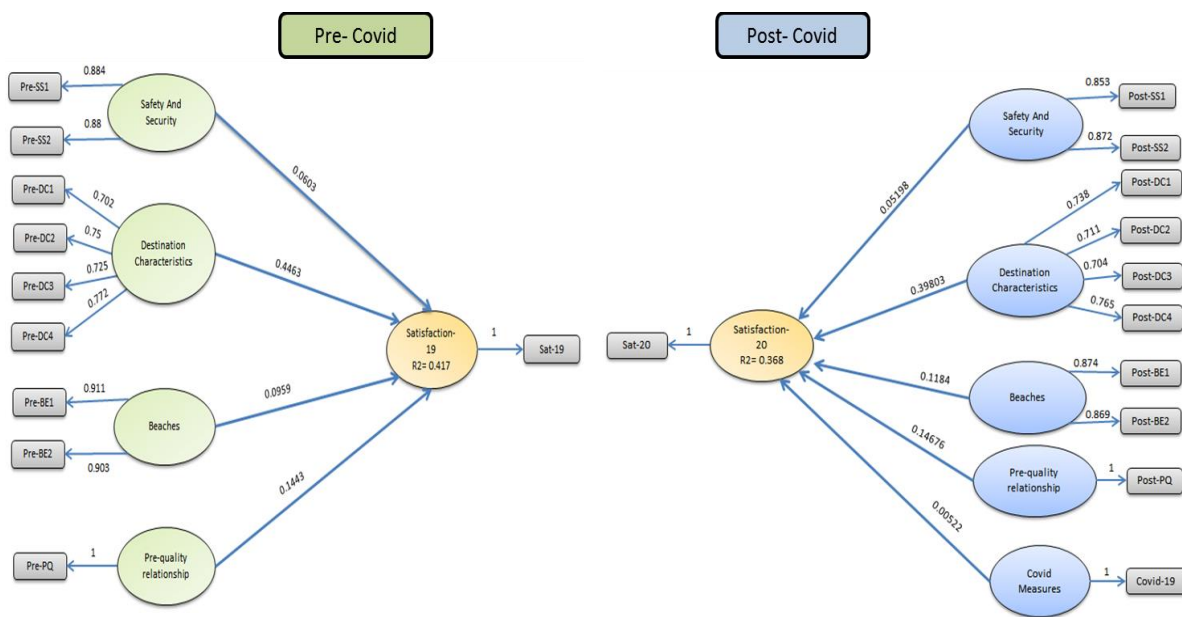 Pre- Covid
Post- Covid
Pre-SS1
0.884
Safety And
Security
Pre-SS2
0.88
0.0603
Pre-DC1
0.702
Pre-DC2
0.75
Destination
Characteristics
Pre-DC3
0.725
0.772
Pre-DC4
0.4463
Satisfaction-
19
R2= 0.417
1
Sat-19
Pre-BE1
0.911
Beaches
0.0959
Pre-BE2
0.903
0.1443
Pre-PQ
1
Pre-quality
relationship
Safety And
Security
0.853
Post-SS1
0.872
Post-SS2
0.05198
0.738
Post-DC1
0.711
Post-DC2
Destination
Characteristics
0.704
Post-DC3
0.765
Post-DC4
0.39803
Sat-20
1
Satisfaction-
20
R2= 0.368
0.1184
Beaches
0.874
Post-BE1
0.869
Post-BE2
0.14676
Pre-quality
relationship
1
Post-PQ
0.00522
Covid
Measures
1
Covid-19